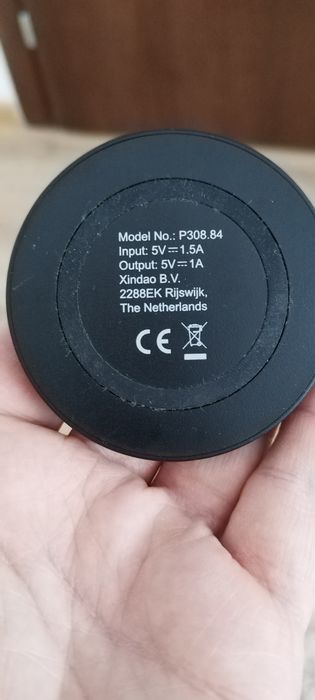 Model No.: P308.84
Input: 5V⎓1.5A
Output: 5V⎓1A
Xindao B.V.
2288EK Rijswijk,
The Netherlands
CE